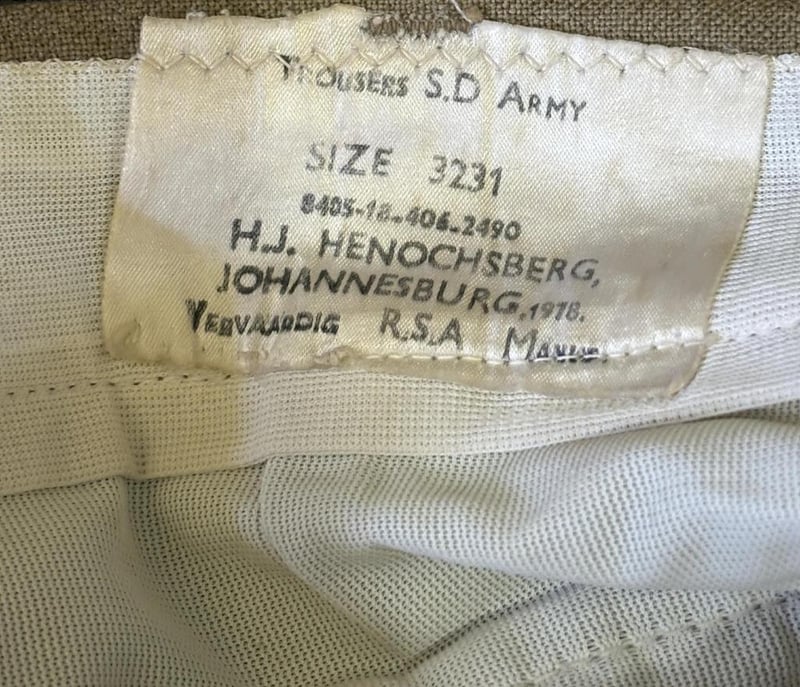 TROUSERS S.D ARMY
SIZE 3231
8405-18-406-2490
H.J. HENOCHSBERG,
JOHANNESBURG, 1978.
VERVAARDIG R.S.A